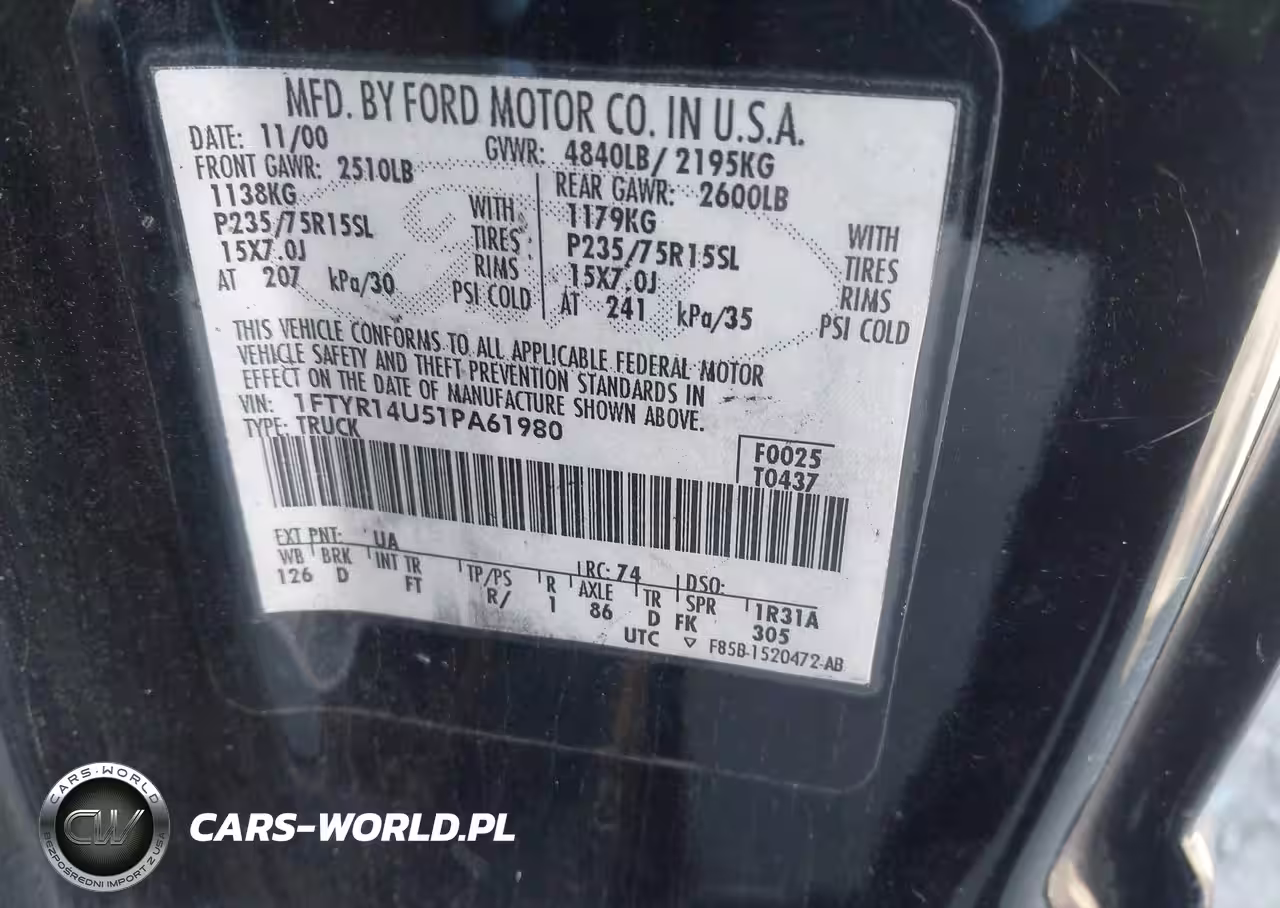 MFD. BY FORD MOTOR CO. IN U.S.A.
DATE: 11/00 GVWR: 4840LB/ 2195KG
FRONT GAWR: 2510LB REAR GAWR: 2600LB
1138KG WITH 1179KG WITH
P235/75R15SL TIRES P235/75R15SL TIRES
15X7.0J RIMS 15X7.0J RIMS
AT 207 kPa/30 PSI COLD AT 241 kPa/35 PSI COLD
THIS VEHICLE CONFORMS TO ALL APPLICABLE FEDERAL MOTOR
VEHICLE SAFETY AND THEFT PREVENTION STANDARDS IN
EFFECT ON THE DATE OF MANUFACTURE SHOWN ABOVE.
VIN: 1FTYR14U51PA61980
TYPE: TRUCK
F0025
T0437
EXT PNT: UA RC: 74 DSO:
WB BRK INT TR TP/PS R AXLE TR SPR 1R31A
126 D FT R/ 1 86 D FK 305
UTC ▽ F85B-1520472-AB
CARS-WORLD
CW
BEZPOŚREDNI IMPORT Z USA
CARS-WORLD.PL